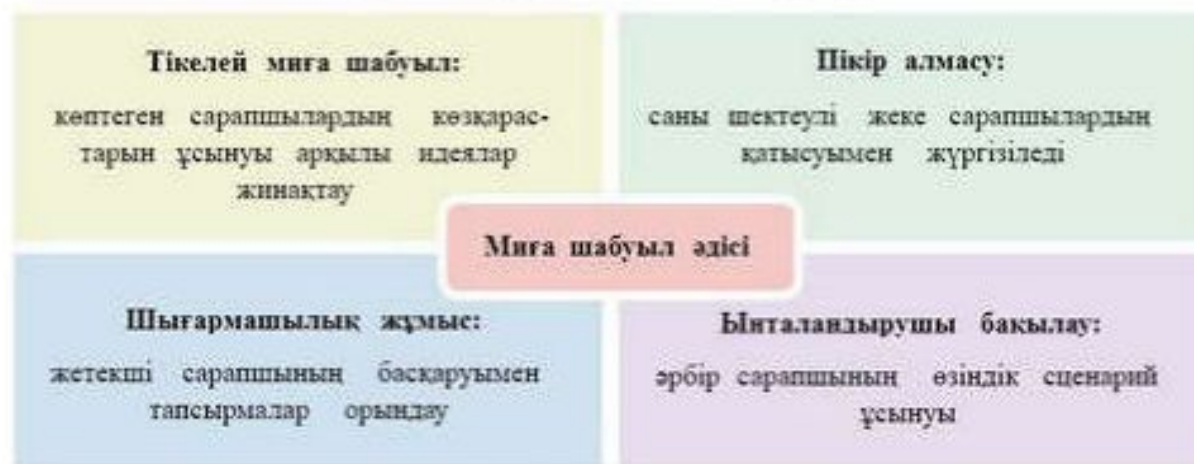 Тікелей миға шабуыл:
көптеген сарапшылардың көзқарас-
тарын ұсынуы арқылы идеялар
жинақтау
Пікір алмасу:
саны шектеулі жеке сарапшылардың
қатысуымен жүргізіледі
Миға шабуыл әдісі
Шығармашылық жұмыс:
жетекші сарапшының басқаруымен
тапсырмалар орындау
Ынталандырушы бақылау:
әрбір сарапшының өзіндік сценарий
ұсынуы